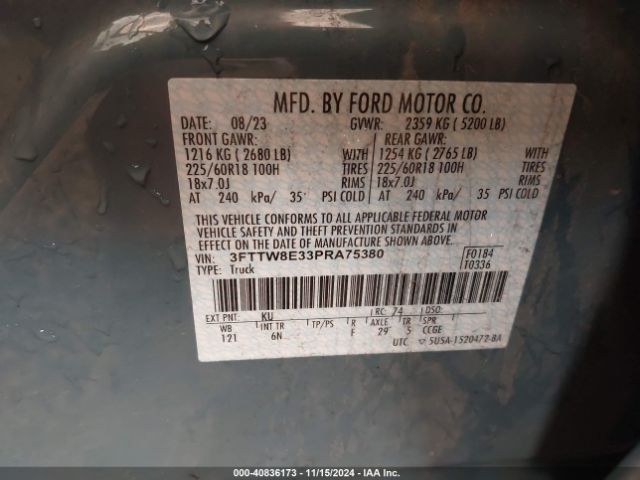 MFD. BY FORD MOTOR CO.
DATE: 08/23 GVWR: 2359 KG ( 5200 LB)
FRONT GAWR: REAR GAWR:
1216 KG ( 2680 LB) WITH 1254 KG ( 2765 LB) WITH
225/60R18 100H TIRES 225/60R18 100H TIRES
18x7.0J RIMS 18x7.0J RIMS
AT 240 kPa/ 35 PSI COLD AT 240 kPa/ 35 PSI COLD
THIS VEHICLE CONFORMS TO ALL APPLICABLE FEDERAL MOTOR
VEHICLE SAFETY AND THEFT PREVENTION STANDARDS IN
EFFECT ON THE DATE OF MANUFACTURE SHOWN ABOVE.
VIN: 3FTTW8E33PRA75380 F0184
TYPE: Truck T0336
EXT PNT: KU RC: 74 DSO:
WB INT TR TP/PS R AXLE TR SPR
121 6N F 29 5 CCGE
UTC ▽ 5U5A-1520472-BA
000-40836173 - 11/15/2024 - IAA Inc.